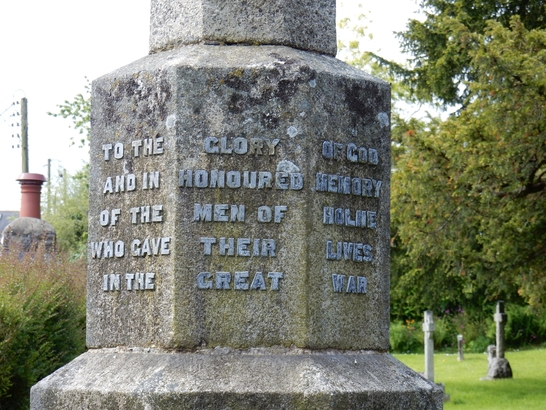 TO THE GLORY OF GOD
AND IN HONOURED MEMORY
OF THE MEN OF HOLNE
WHO GAVE THEIR LIVES
IN THE GREAT WAR